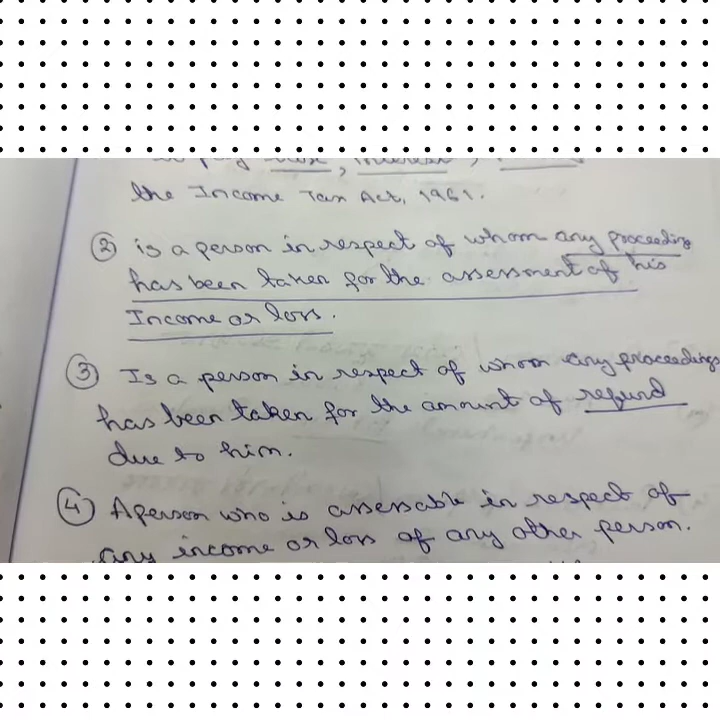 the Income Tax Act, 1961.
② is a person in respect of whom any proceeding
has been taken for the assessment of his
Income or loss.
③ Is a person in respect of whom any proceedings
has been taken for the amount of refund
due to him.
④ A person who is assessable in respect of
any income or loss of any other person.